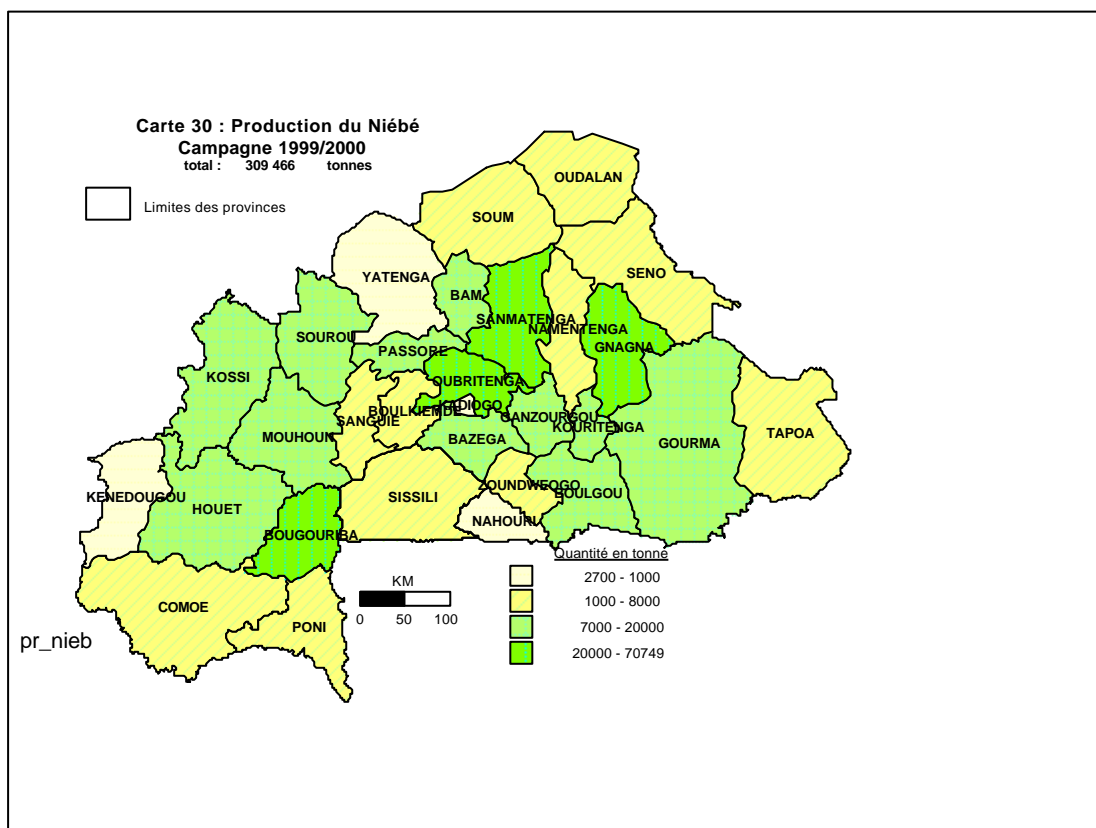 Carte 30 : Production du Niébé
Campagne 1999/2000
total : 309 466 tonnes
Limites des provinces
OUDALAN
SOUM
SENO
YATENGA
BAM
SANMATENGA
NAMENTENGA
GNAGNA
SOUROU
PASSORE
KOSSI
OUBRITENGA
KADIOGO
BOULKIEMDE
SANGUIE
GANZOURGOU
KOURITENGA
MOUHOUN
BAZEGA
GOURMA
TAPOA
KENEDOUGOU
HOUET
SISSILI
ZOUNDWEOGO
BOULGOU
NAHOURI
BOUGOURIBA
COMOE
PONI
Quantité en tonne
2700 - 1000
1000 - 8000
7000 - 20000
20000 - 70749
KM
0 50 100
pr_nieb